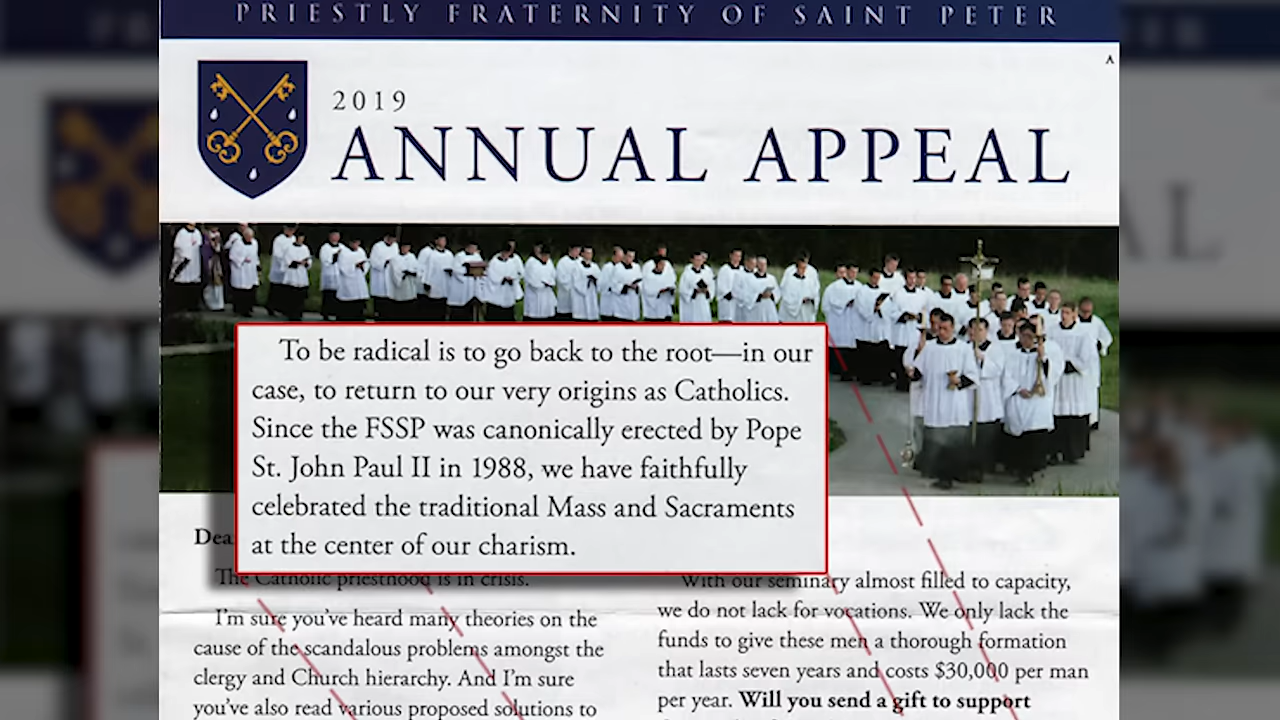 PRIESTLY FRATERNITY OF SAINT PETER
A
2019
ANNUAL APPEAL
To be radical is to go back to the root—in our
case, to return to our very origins as Catholics.
Since the FSSP was canonically erected by Pope
St. John Paul II in 1988, we have faithfully
celebrated the traditional Mass and Sacraments
at the center of our charism.
Dea
The Catholic priesthood is in crisis.
I'm sure you've heard many theories on the
cause of the scandalous problems amongst the
clergy and Church hierarchy. And I'm sure
you've also read various proposed solutions to
With our seminary almost filled to capacity,
we do not lack for vocations. We only lack the
funds to give these men a thorough formation
that lasts seven years and costs $30,000 per man
per year. Will you send a gift to support
AL